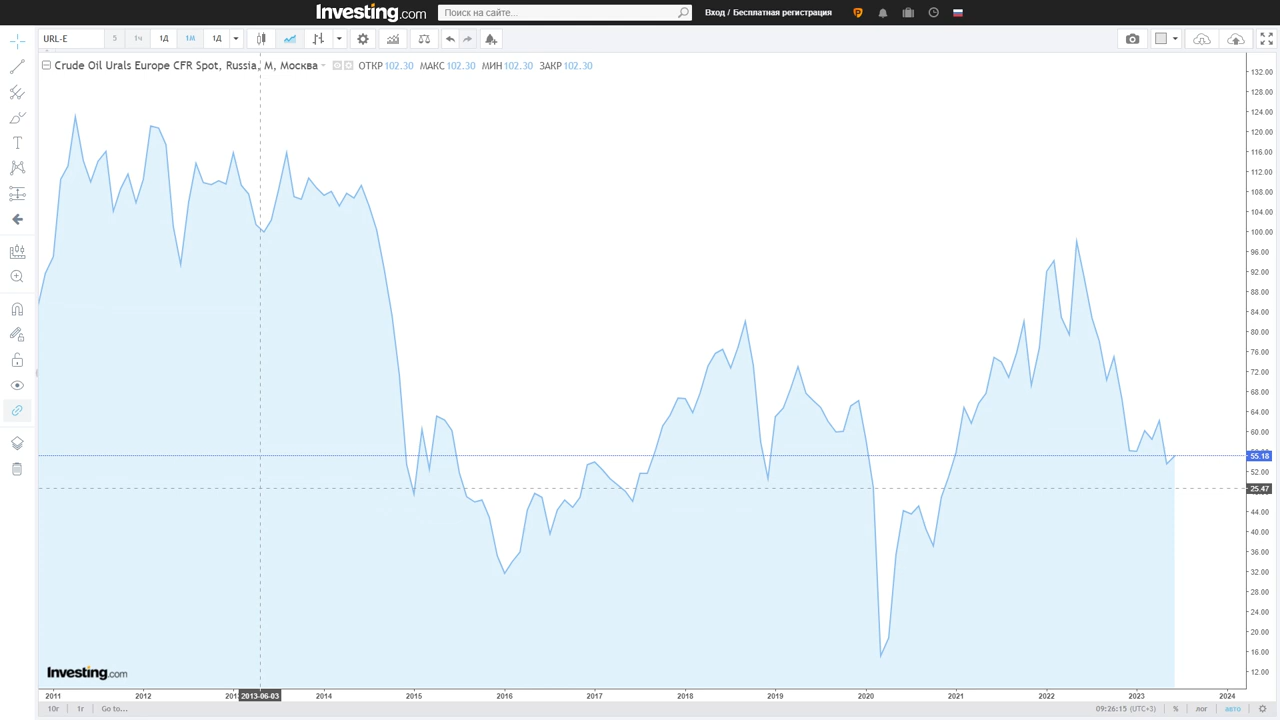 Investing.com
Поиск на сайте...
Вход / Бесплатная регистрация
URL-E
5
1ч
1Д
1М
1Д
Crude Oil Urals Europe CFR Spot, Russia, М, Москва
ОТКР 102.30 МАКС 102.30 МИН 102.30 ЗАКР 102.30
132.00
128.00
124.00
120.00
116.00
112.00
108.00
104.00
100.00
96.00
92.00
88.00
84.00
80.00
76.00
72.00
68.00
64.00
60.00
55.18
52.00
25.47
44.00
40.00
36.00
32.00
28.00
24.00
20.00
16.00
12.00
Investing.com
2011 2012 201 2013-06-03 2014 2015 2016 2017 2018 2019 2020 2021 2022 2023 2024
10г 1г Go to...
09:26:15 (UTC+3) % лог авто